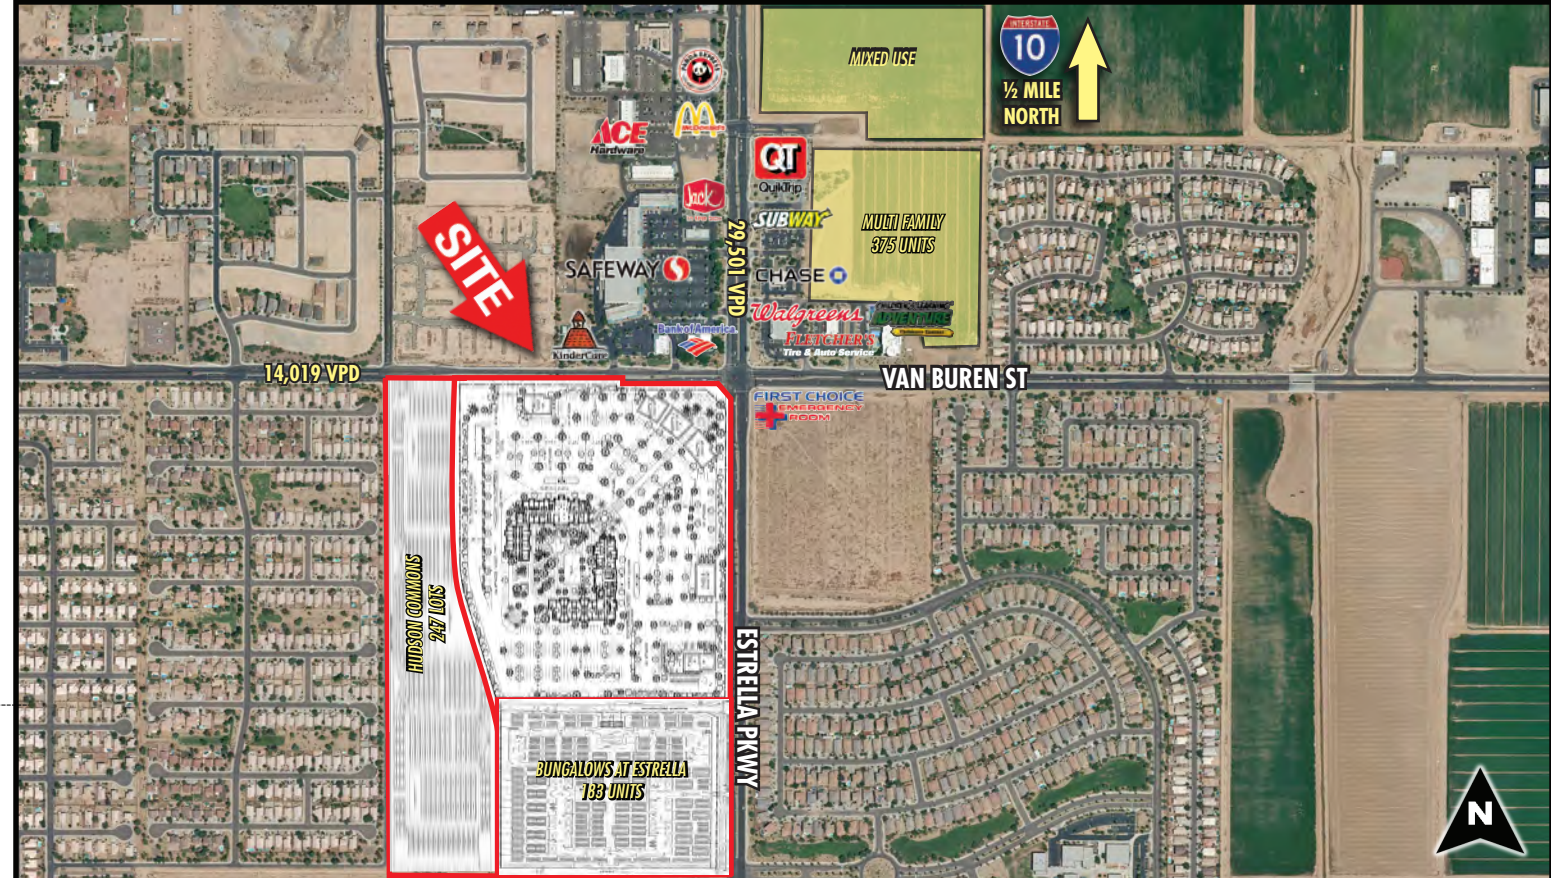 MIXED USE
INTERSTATE
10
½ MILE
NORTH
PANDA EXPRESS
ACE
Hardware
McDonald's
QT
QuikTrip
Jack
SUBWAY
MULTI FAMILY
375 UNITS
29,501 VPD
SITE
SAFEWAY
CHASE
Walgreens
ADVENTURE
FLETCHER'S
Tire & Auto Service
KinderCare
Bank of America
14,019 VPD
VAN BUREN ST
FIRST CHOICE
EMERGENCY
ROOM
HUDSON COMMONS
247 LOTS
ESTRELLA PKWY
BUNGALOWS AT ESTRELLA
183 UNITS
N